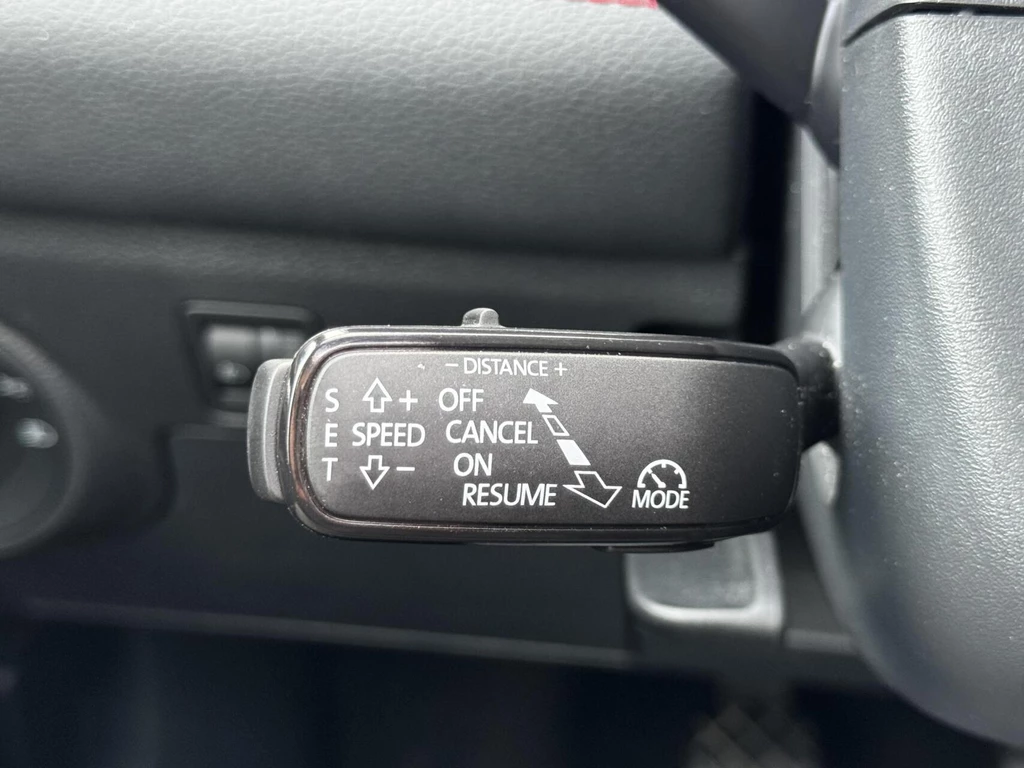 − DISTANCE +
S + OFF
E SPEED CANCEL
T − ON
RESUME
MODE